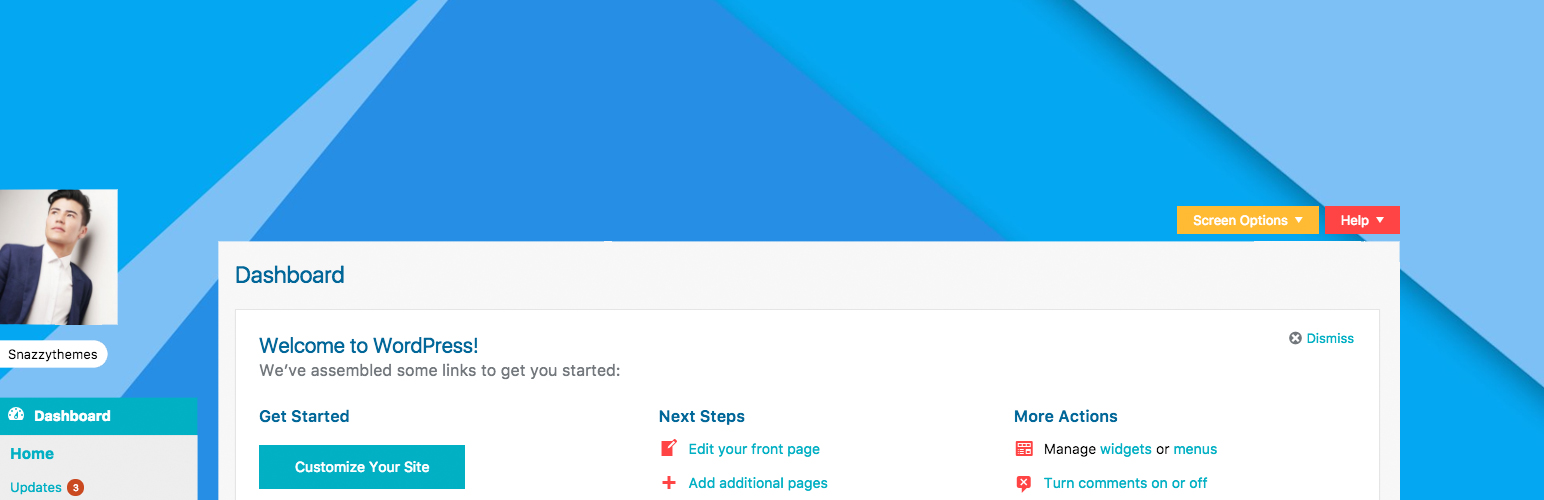 Screen Options
Help
Dashboard
Welcome to WordPress!
Dismiss
We've assembled some links to get you started:
Snazzythemes
Dashboard
Get Started
Next Steps
More Actions
Home
Customize Your Site
Edit your front page
Manage widgets or menus
Updates 3
Add additional pages
Turn comments on or off